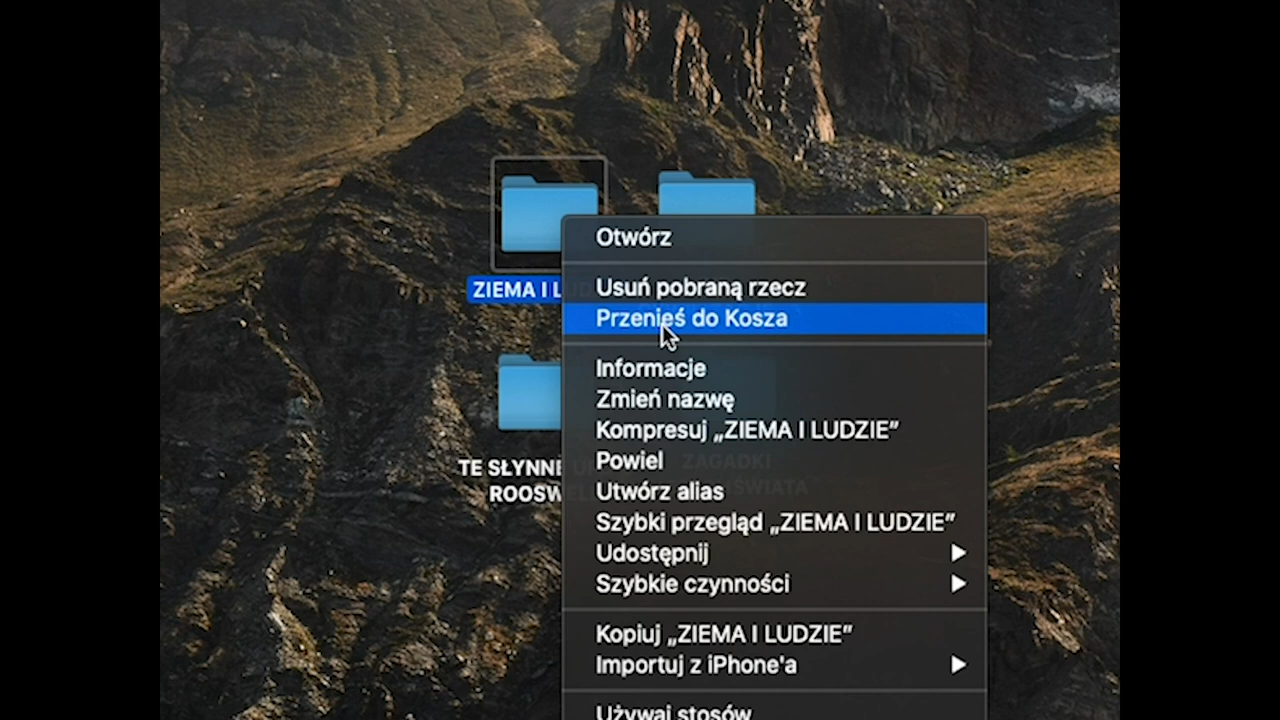 ZIEMA I L
TE SŁYNNE
ROOSW
ZAGADKI
Otwórz
Usuń pobraną rzecz
Przenieś do Kosza
Informacje
Zmień nazwę
Kompresuj „ZIEMA I LUDZIE”
Powiel
Utwórz alias
Szybki przegląd „ZIEMA I LUDZIE”
Udostępnij
Szybkie czynności
Kopiuj „ZIEMA I LUDZIE”
Importuj z iPhone'a
Używaj stosów